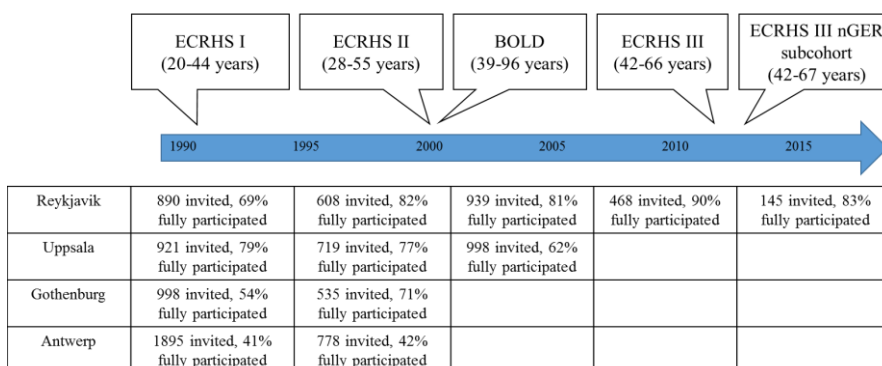 ECRHS I
(20-44 years)
ECRHS II
(28-55 years)
BOLD
(39-96 years)
ECRHS III
(42-66 years)
ECRHS III nGER
subcohort
(42-67 years)
1990 1995 2000 2005 2010 2015
Reykjavik
890 invited, 69%
fully participated
608 invited, 82%
fully participated
939 invited, 81%
fully participated
468 invited, 90%
fully participated
145 invited, 83%
fully participated
Uppsala
921 invited, 79%
fully participated
719 invited, 77%
fully participated
998 invited, 62%
fully participated
Gothenburg
998 invited, 54%
fully participated
535 invited, 71%
fully participated
Antwerp
1895 invited, 41%
fully participated
778 invited, 42%
fully participated